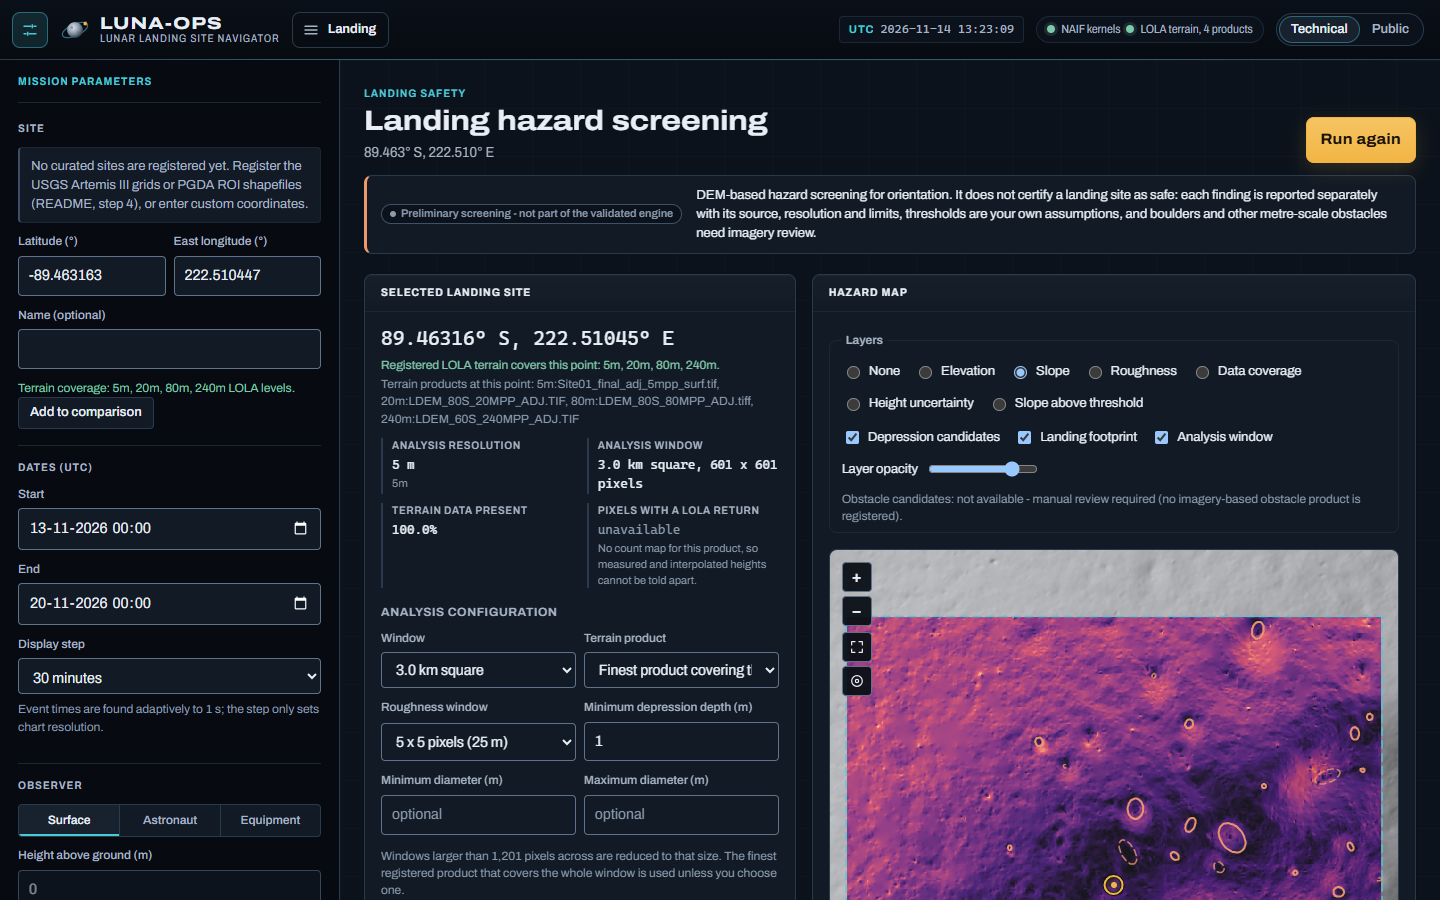 LUNA-OPS
LUNAR LANDING SITE NAVIGATOR
Landing
UTC 2026-11-14 13:23:09
NAIF kernels
LOLA terrain, 4 products
Technical
Public
MISSION PARAMETERS
SITE
No curated sites are registered yet. Register the
USGS Artemis III grids or PGDA ROI shapefiles
(README, step 4), or enter custom coordinates.
Latitude (°)
East longitude (°)
-89.463163
222.510447
Name (optional)
Terrain coverage: 5m, 20m, 80m, 240m LOLA levels.
Add to comparison
DATES (UTC)
Start
13-11-2026 00:00
End
20-11-2026 00:00
Display step
30 minutes
Event times are found adaptively to 1 s; the step only sets
chart resolution.
OBSERVER
Surface
Astronaut
Equipment
Height above ground (m)
0
LANDING SAFETY
Landing hazard screening
89.463° S, 222.510° E
Run again
Preliminary screening - not part of the validated engine
DEM-based hazard screening for orientation. It does not certify a landing site as safe: each finding is reported separately
with its source, resolution and limits, thresholds are your own assumptions, and boulders and other metre-scale obstacles
need imagery review.
SELECTED LANDING SITE
89.46316° S, 222.51045° E
Registered LOLA terrain covers this point: 5m, 20m, 80m, 240m.
Terrain products at this point: 5m:Site01_final_adj_5mpp_surf.tif,
20m:LDEM_80S_20MPP_ADJ.TIF, 80m:LDEM_80S_80MPP_ADJ.tiff,
240m:LDEM_60S_240MPP_ADJ.TIF
ANALYSIS RESOLUTION
5 m
5m
ANALYSIS WINDOW
3.0 km square, 601 x 601
pixels
TERRAIN DATA PRESENT
100.0%
PIXELS WITH A LOLA RETURN
unavailable
No count map for this product, so
measured and interpolated heights
cannot be told apart.
ANALYSIS CONFIGURATION
Window
Terrain product
3.0 km square
Finest product covering t
Roughness window
Minimum depression depth (m)
5 x 5 pixels (25 m)
1
Minimum diameter (m)
Maximum diameter (m)
optional
optional
Windows larger than 1,201 pixels across are reduced to that size. The finest
registered product that covers the whole window is used unless you choose
one.
HAZARD MAP
Layers
None
Elevation
Slope
Roughness
Data coverage
Height uncertainty
Slope above threshold
Depression candidates
Landing footprint
Analysis window
Layer opacity
Obstacle candidates: not available - manual review required (no imagery-based obstacle product is
registered).
+
−